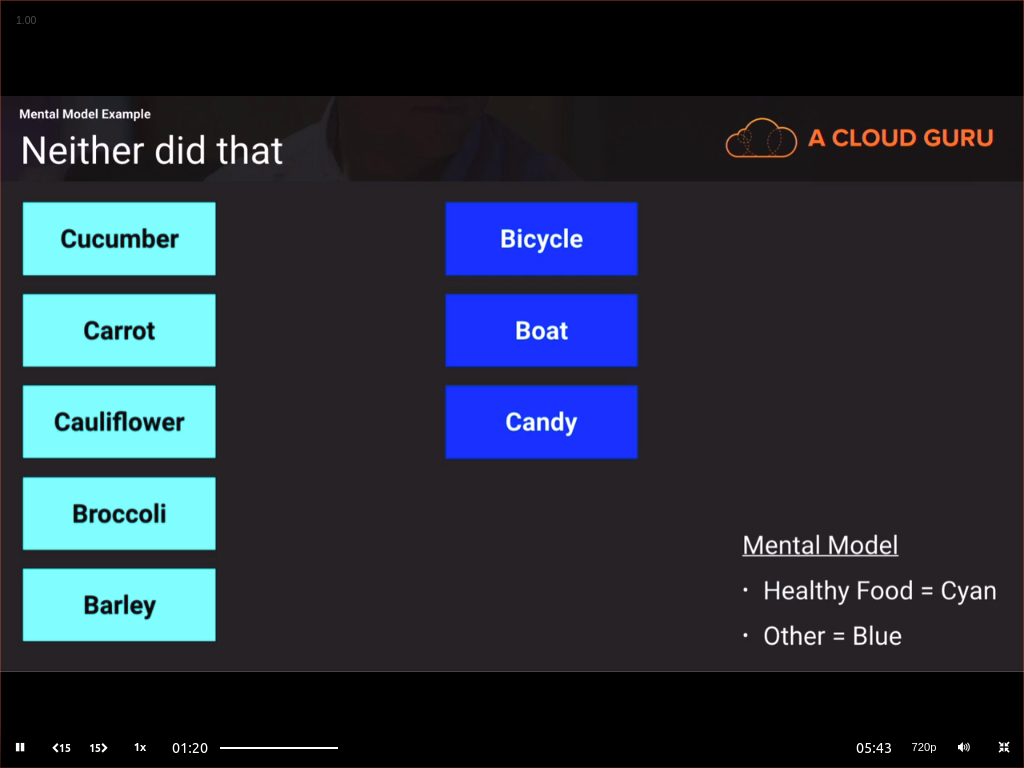 1.00
Mental Model Example
Neither did that
A CLOUD GURU
Cucumber
Bicycle
Carrot
Boat
Cauliflower
Candy
Broccoli
Barley
Mental Model
· Healthy Food = Cyan
· Other = Blue
15 15 1x 01:20 05:43 720p